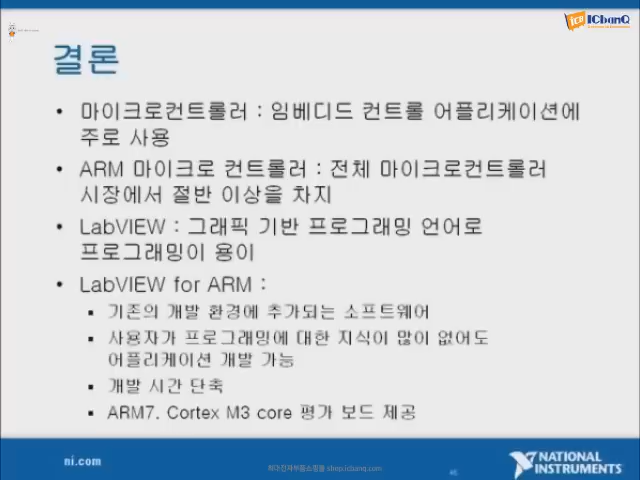 ICbanQ
결론
• 마이크로컨트롤러 : 임베디드 컨트롤 어플리케이션에
주로 사용
• ARM 마이크로 컨트롤러 : 전체 마이크로컨트롤러
시장에서 절반 이상을 차지
• LabVIEW : 그래픽 기반 프로그래밍 언어로
프로그래밍이 용이
• LabVIEW for ARM :
▪ 기존의 개발 환경에 추가되는 소프트웨어
▪ 사용자가 프로그래밍에 대한 지식이 많이 없어도
어플리케이션 개발 가능
▪ 개발 시간 단축
▪ ARM7, Cortex M3 core 평가 보드 제공
ni.com
shop.icbanq.com
NATIONAL
INSTRUMENTS